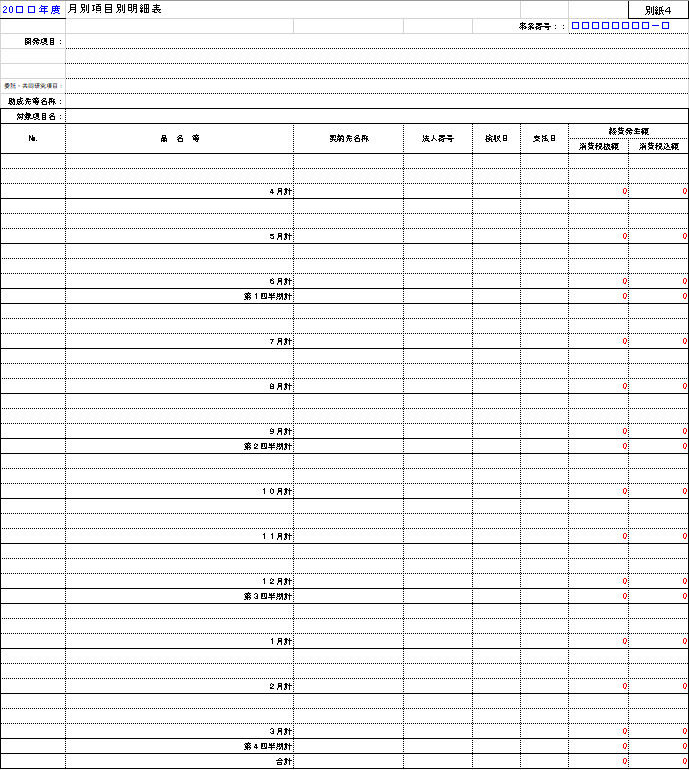 20□□年度 月別項目別明細表 別紙4
事業番号:: □□□□□□□□－□
開発項目:
委託・共同研究項目:
助成先等名称:
対象項目名:
№. 品 名 等 契約先名称 法人番号 検収日 支払日 経費発生額
消費税抜額 消費税込額
4月計 0 0
5月計 0 0
6月計 0 0
第1四半期計 0 0
7月計 0 0
8月計 0 0
9月計 0 0
第2四半期計 0 0
10月計 0 0
11月計 0 0
12月計 0 0
第3四半期計 0 0
1月計 0 0
2月計 0 0
3月計 0 0
第4四半期計 0 0
合計 0 0